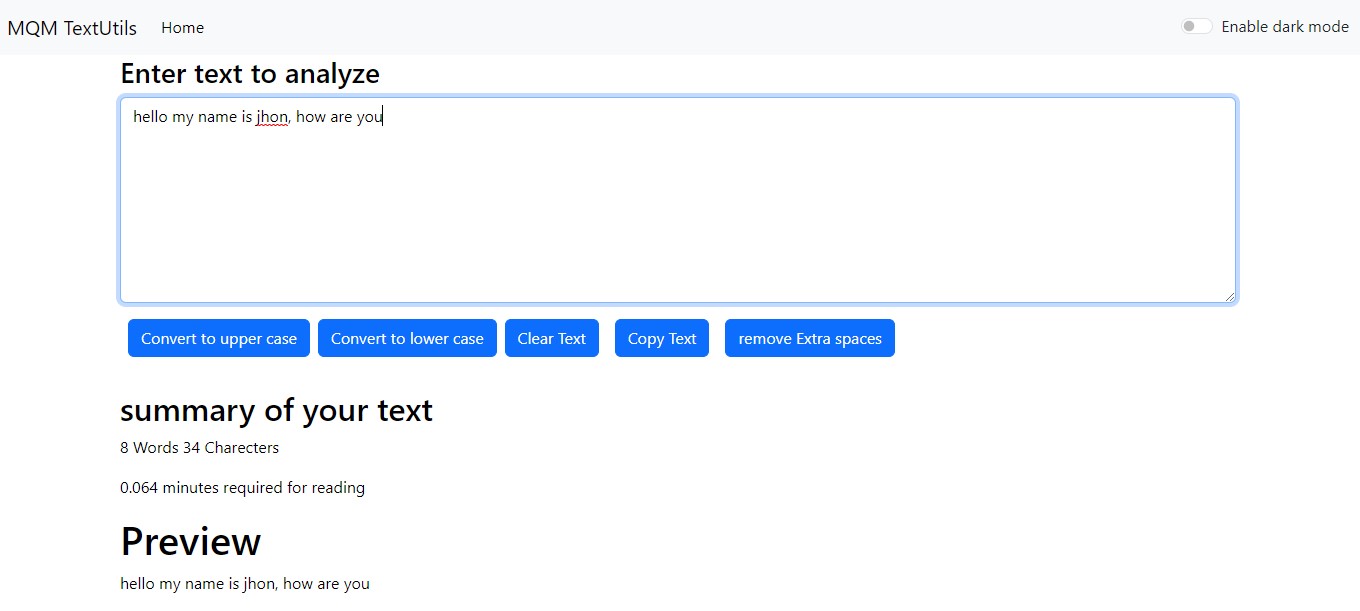 MQM TextUtils Home Enable dark mode
Enter text to analyze
hello my name is jhon, how are you
Convert to upper case Convert to lower case Clear Text Copy Text remove Extra spaces
summary of your text
8 Words 34 Charecters
0.064 minutes required for reading
Preview
hello my name is jhon, how are you